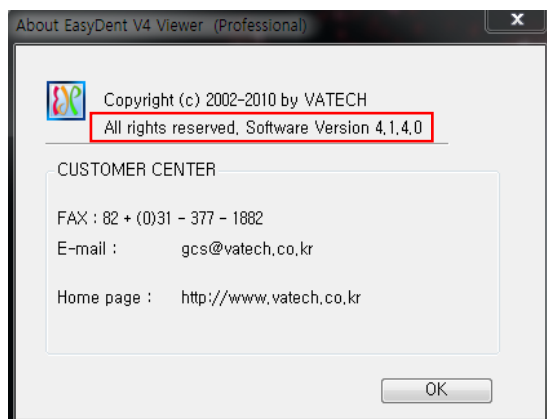 About EasyDent V4 Viewer (Professional)
x
Copyright (c) 2002-2010 by VATECH
All rights reserved, Software Version 4,1,4,0
CUSTOMER CENTER
FAX : 82 + (0)31 - 377 - 1882
E-mail : gcs@vatech,co,kr
Home page : http://www,vatech,co,kr
OK